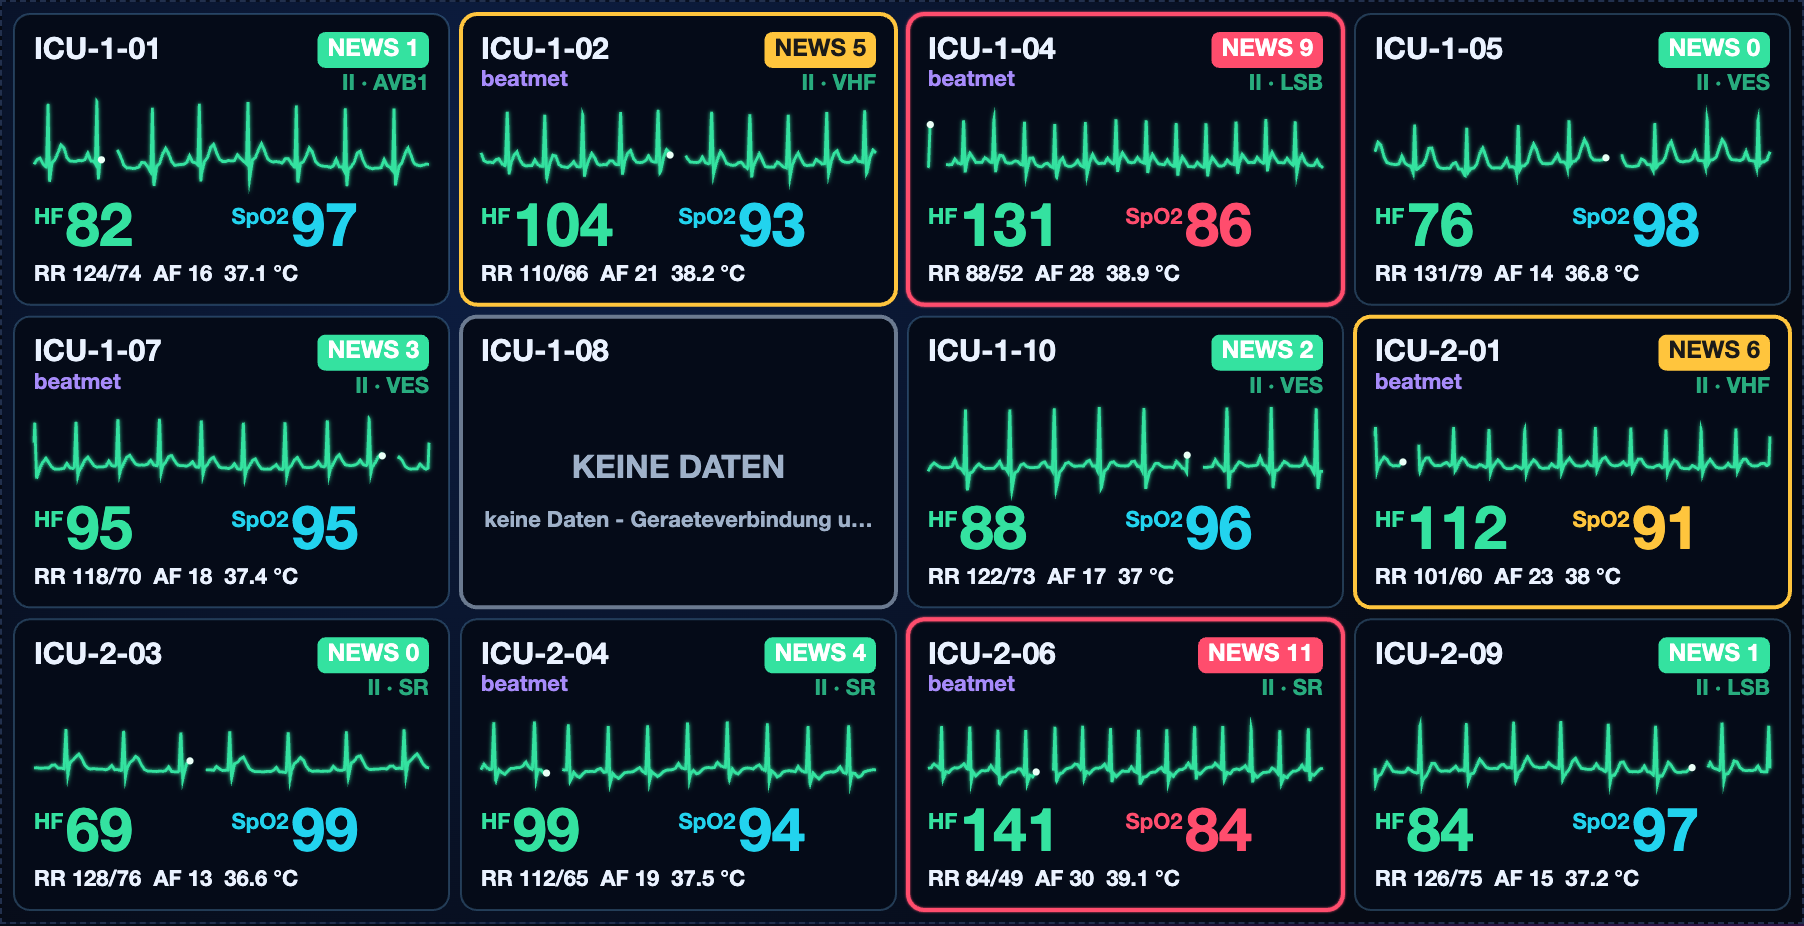 ICU-1-01 NEWS 1
II · AVB1
HF 82 SpO2 97
RR 124/74 AF 16 37.1 °C
ICU-1-02 NEWS 5
beatmet II · VHF
HF 104 SpO2 93
RR 110/66 AF 21 38.2 °C
ICU-1-04 NEWS 9
beatmet II · LSB
HF 131 SpO2 86
RR 88/52 AF 28 38.9 °C
ICU-1-05 NEWS 0
II · VES
HF 76 SpO2 98
RR 131/79 AF 14 36.8 °C
ICU-1-07 NEWS 3
beatmet II · VES
HF 95 SpO2 95
RR 118/70 AF 18 37.4 °C
ICU-1-08
KEINE DATEN
keine Daten - Geraeteverbindung u...
ICU-1-10 NEWS 2
II · VES
HF 88 SpO2 96
RR 122/73 AF 17 37 °C
ICU-2-01 NEWS 6
beatmet II · VHF
HF 112 SpO2 91
RR 101/60 AF 23 38 °C
ICU-2-03 NEWS 0
II · SR
HF 69 SpO2 99
RR 128/76 AF 13 36.6 °C
ICU-2-04 NEWS 4
beatmet II · SR
HF 99 SpO2 94
RR 112/65 AF 19 37.5 °C
ICU-2-06 NEWS 11
beatmet II · SR
HF 141 SpO2 84
RR 84/49 AF 30 39.1 °C
ICU-2-09 NEWS 1
II · LSB
HF 84 SpO2 97
RR 126/75 AF 15 37.2 °C